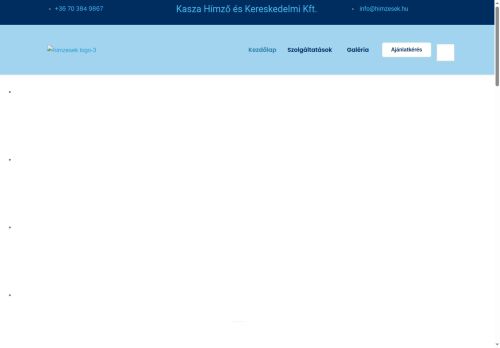 +36 70 384 9867
Kasza Hímző és Kereskedelmi Kft.
info@himzesek.hu
himzesek logo-3
Kezdőlap
Szolgáltatások
Galéria
Ajánlatkérés